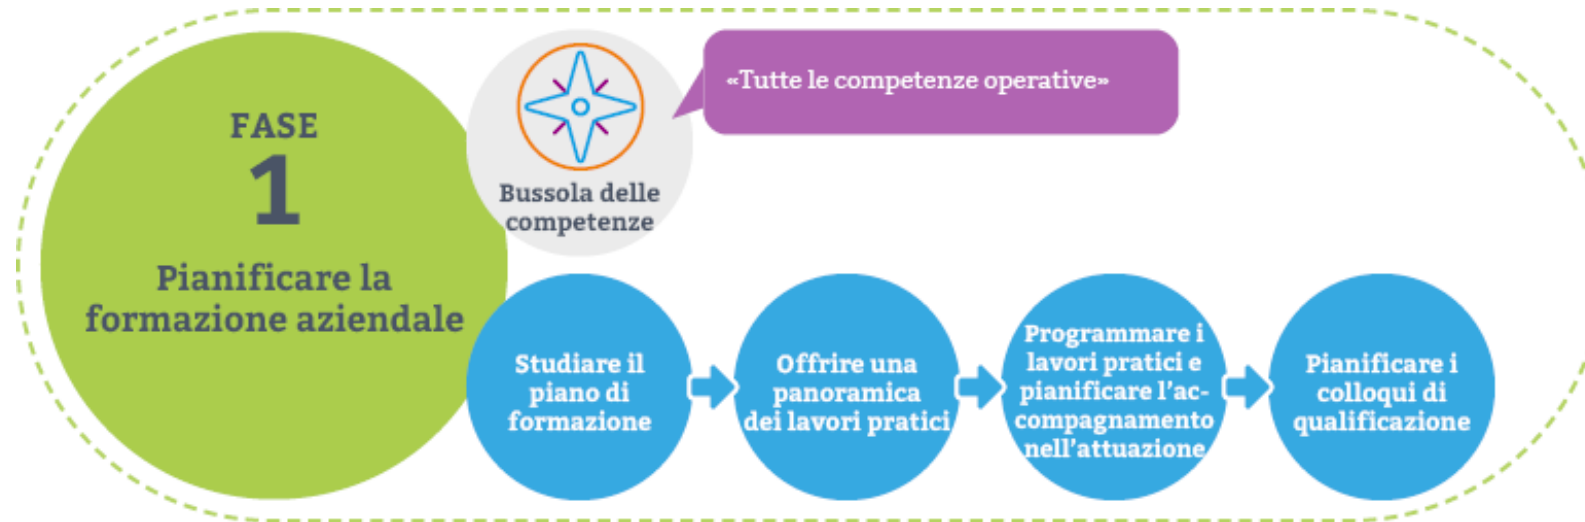 FASE
1
Pianificare la
formazione aziendale
Bussola delle
competenze
«Tutte le competenze operative»
Studiare il
piano di
formazione
Offrire una
panoramica
dei lavori pratici
Programmare i
lavori pratici e
pianificare l'ac-
compagnamento
nell'attuazione
Pianificare i
colloqui di
qualificazione